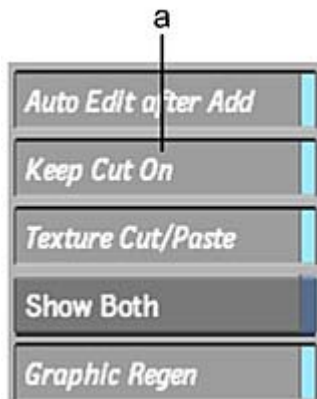 a
Auto Edit after Add
Keep Cut On
Texture Cut/Paste
Show Both
Graphic Regen